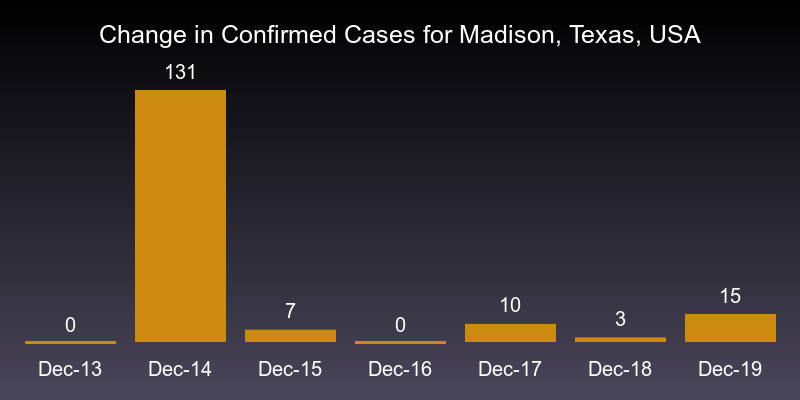 Change in Confirmed Cases for Madison, Texas, USA
131
0
7
0
10
3
15
Dec-13
Dec-14
Dec-15
Dec-16
Dec-17
Dec-18
Dec-19